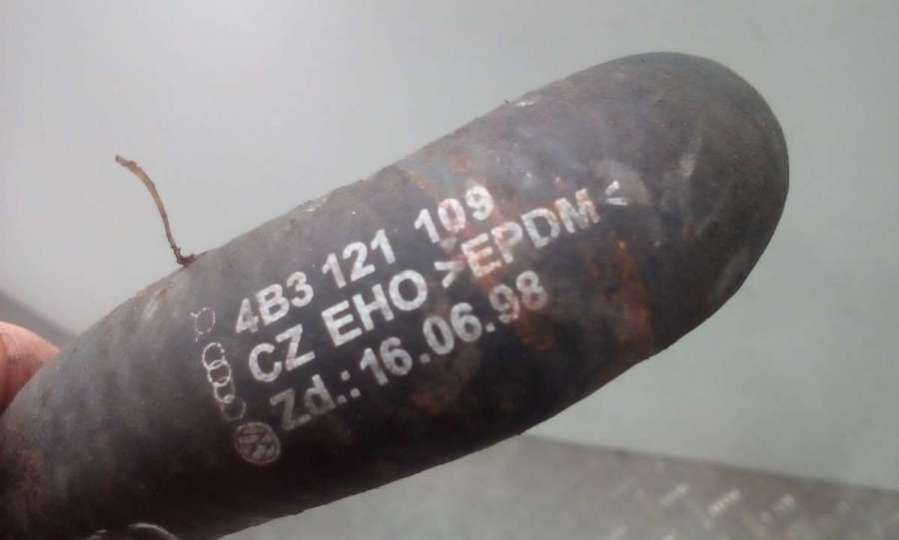 4B3 121 109
CZ EHO >EPDM<
Zd.: 16.06.98